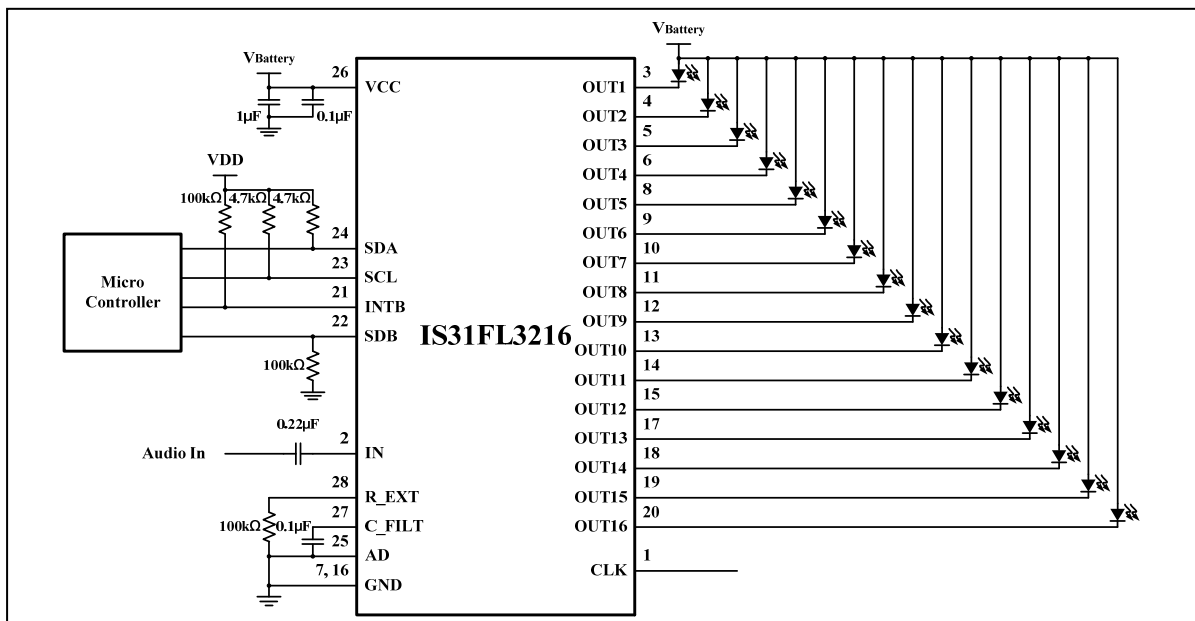 VBattery
26
VCC
1μF
0.1μF
VDD
100kΩ
4.7kΩ
4.7kΩ
Micro
Controller
24
SDA
23
SCL
21
INTB
22
SDB
100kΩ
0.22μF
Audio In
2
IN
28
R_EXT
27
C_FILT
100kΩ
0.1μF
25
AD
7, 16
GND
IS31FL3216
VBattery
3
OUT1
4
OUT2
5
OUT3
6
OUT4
8
OUT5
9
OUT6
10
OUT7
11
OUT8
12
OUT9
13
OUT10
14
OUT11
15
OUT12
17
OUT13
18
OUT14
19
OUT15
20
OUT16
1
CLK